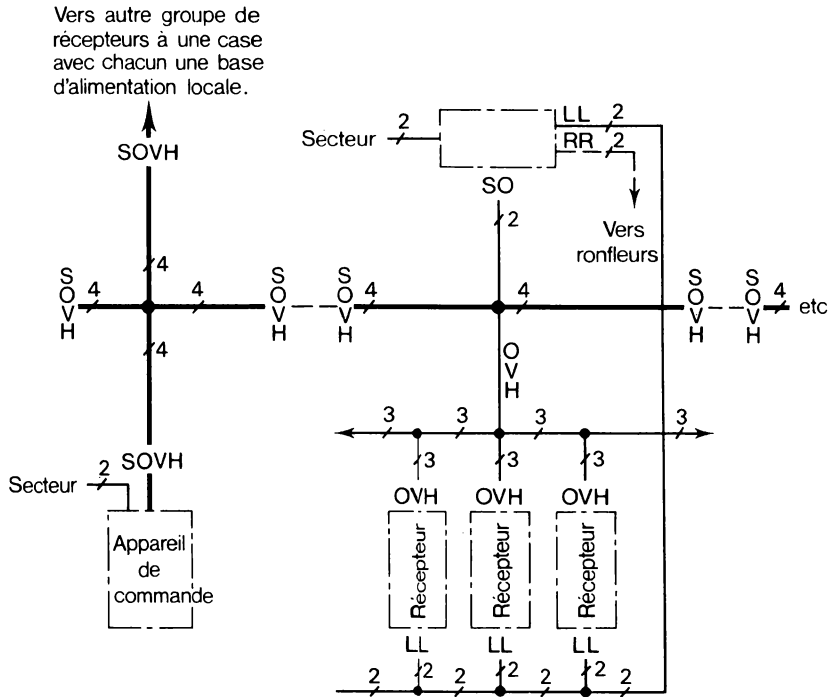 Vers autre groupe de
récepteurs à une case
avec chacun une base
d'alimentation locale.
SOVH
Secteur
2
LL
2
RR
2
SO
2
Vers
ronfleurs
4
S
O
V
H
4
4
S
O
V
H
S
O
V
H
4
4
S
O
V
H
S
O
V
H
4
etc
4
O
V
H
3
3
3
3
SOVH
2
Secteur
3
3
3
OVH
OVH
OVH
Appareil
de
commande
Récepteur
Récepteur
Récepteur
LL
LL
LL
2
2
2
2
2
2
2